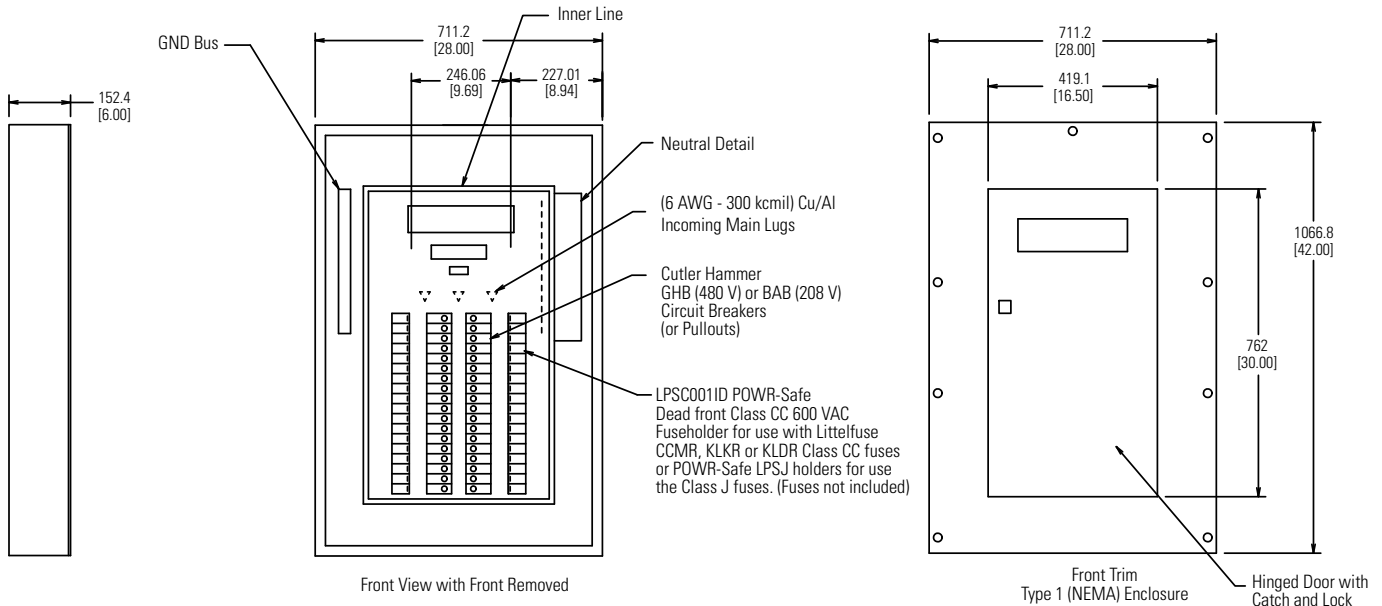 152.4
[6.00]
GND Bus
Inner Line
711.2
[28.00]
246.06
[9.69]
227.01
[8.94]
Neutral Detail
(6 AWG - 300 kcmil) Cu/Al
Incoming Main Lugs
Cutler Hammer
GHB (480 V) or BAB (208 V)
Circuit Breakers
(or Pullouts)
LPSC001ID POWR-Safe
Dead front Class CC 600 VAC
Fuseholder for use with Littelfuse
CCMR, KLKR or KLDR Class CC fuses
or POWR-Safe LPSJ holders for use
the Class J fuses. (Fuses not included)
Front View with Front Removed
711.2
[28.00]
419.1
[16.50]
1066.8
[42.00]
762
[30.00]
Front Trim
Type 1 (NEMA) Enclosure
Hinged Door with
Catch and Lock